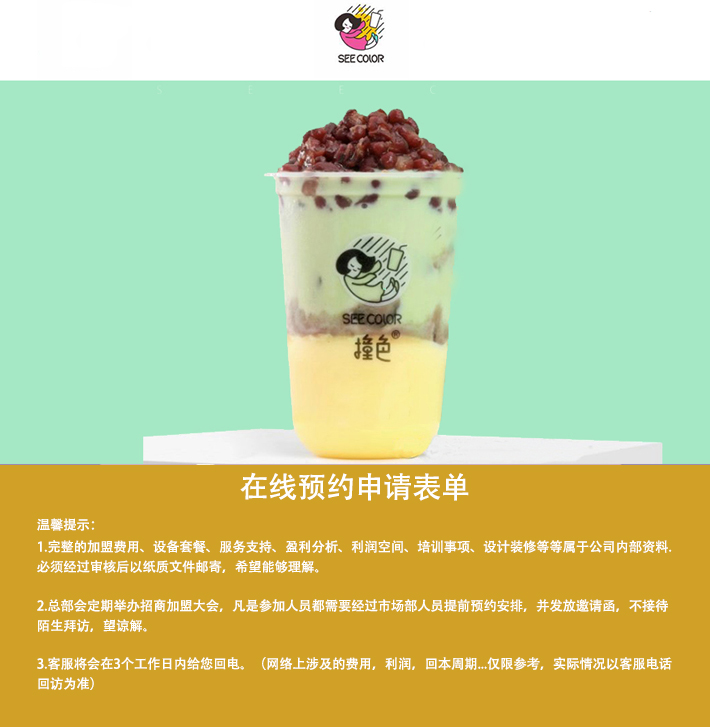 SEE COLOR
SEE COLOR
撞色®
在线预约申请表单
温馨提示：
1.完整的加盟费用、设备套餐、服务支持、盈利分析、利润空间、培训事项、设计装修等等属于公司内部资料.
必须经过审核后以纸质文件邮寄，希望能够理解。
2.总部会定期举办招商加盟大会，凡是参加人员都需要经过市场部人员提前预约安排，并发放邀请函，不接待
陌生拜访，望谅解。
3.客服将会在3个工作日内给您回电。（网络上涉及的费用，利润，回本周期...仅限参考，实际情况以客服电话
回访为准）